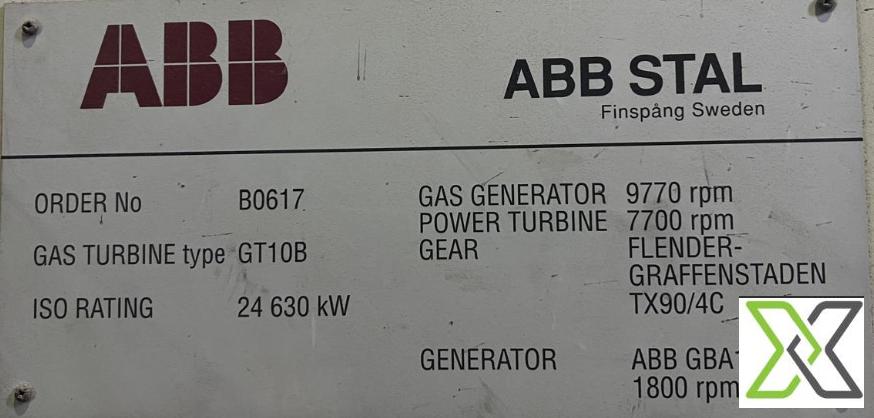 ABB
ABB STAL
Finspång Sweden
ORDER No B0617
GAS TURBINE type GT10B
ISO RATING 24 630 kW
GAS GENERATOR 9770 rpm
POWER TURBINE 7700 rpm
GEAR FLENDER-
GRAFFENSTADEN
TX90/4C
GENERATOR ABB
1800 rpm